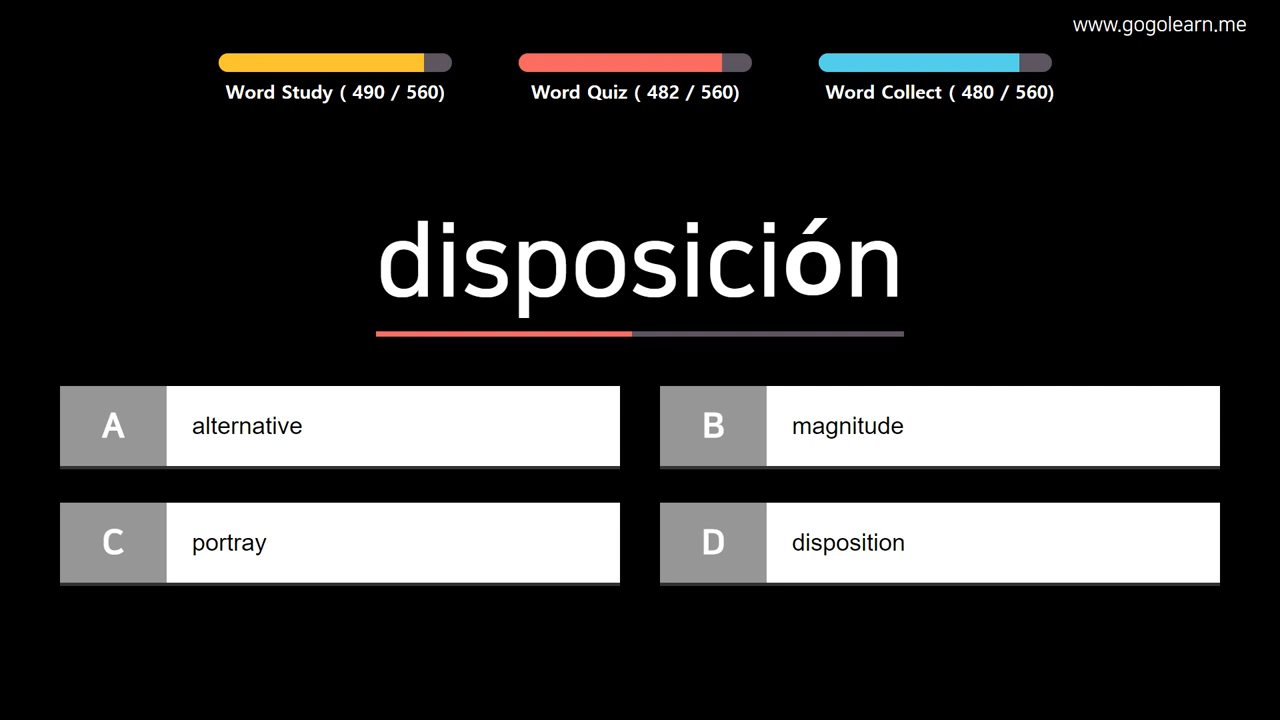 www.gogolearn.me
Word Study ( 490 / 560)
Word Quiz ( 482 / 560)
Word Collect ( 480 / 560)
disposición
A alternative
B magnitude
C portray
D disposition